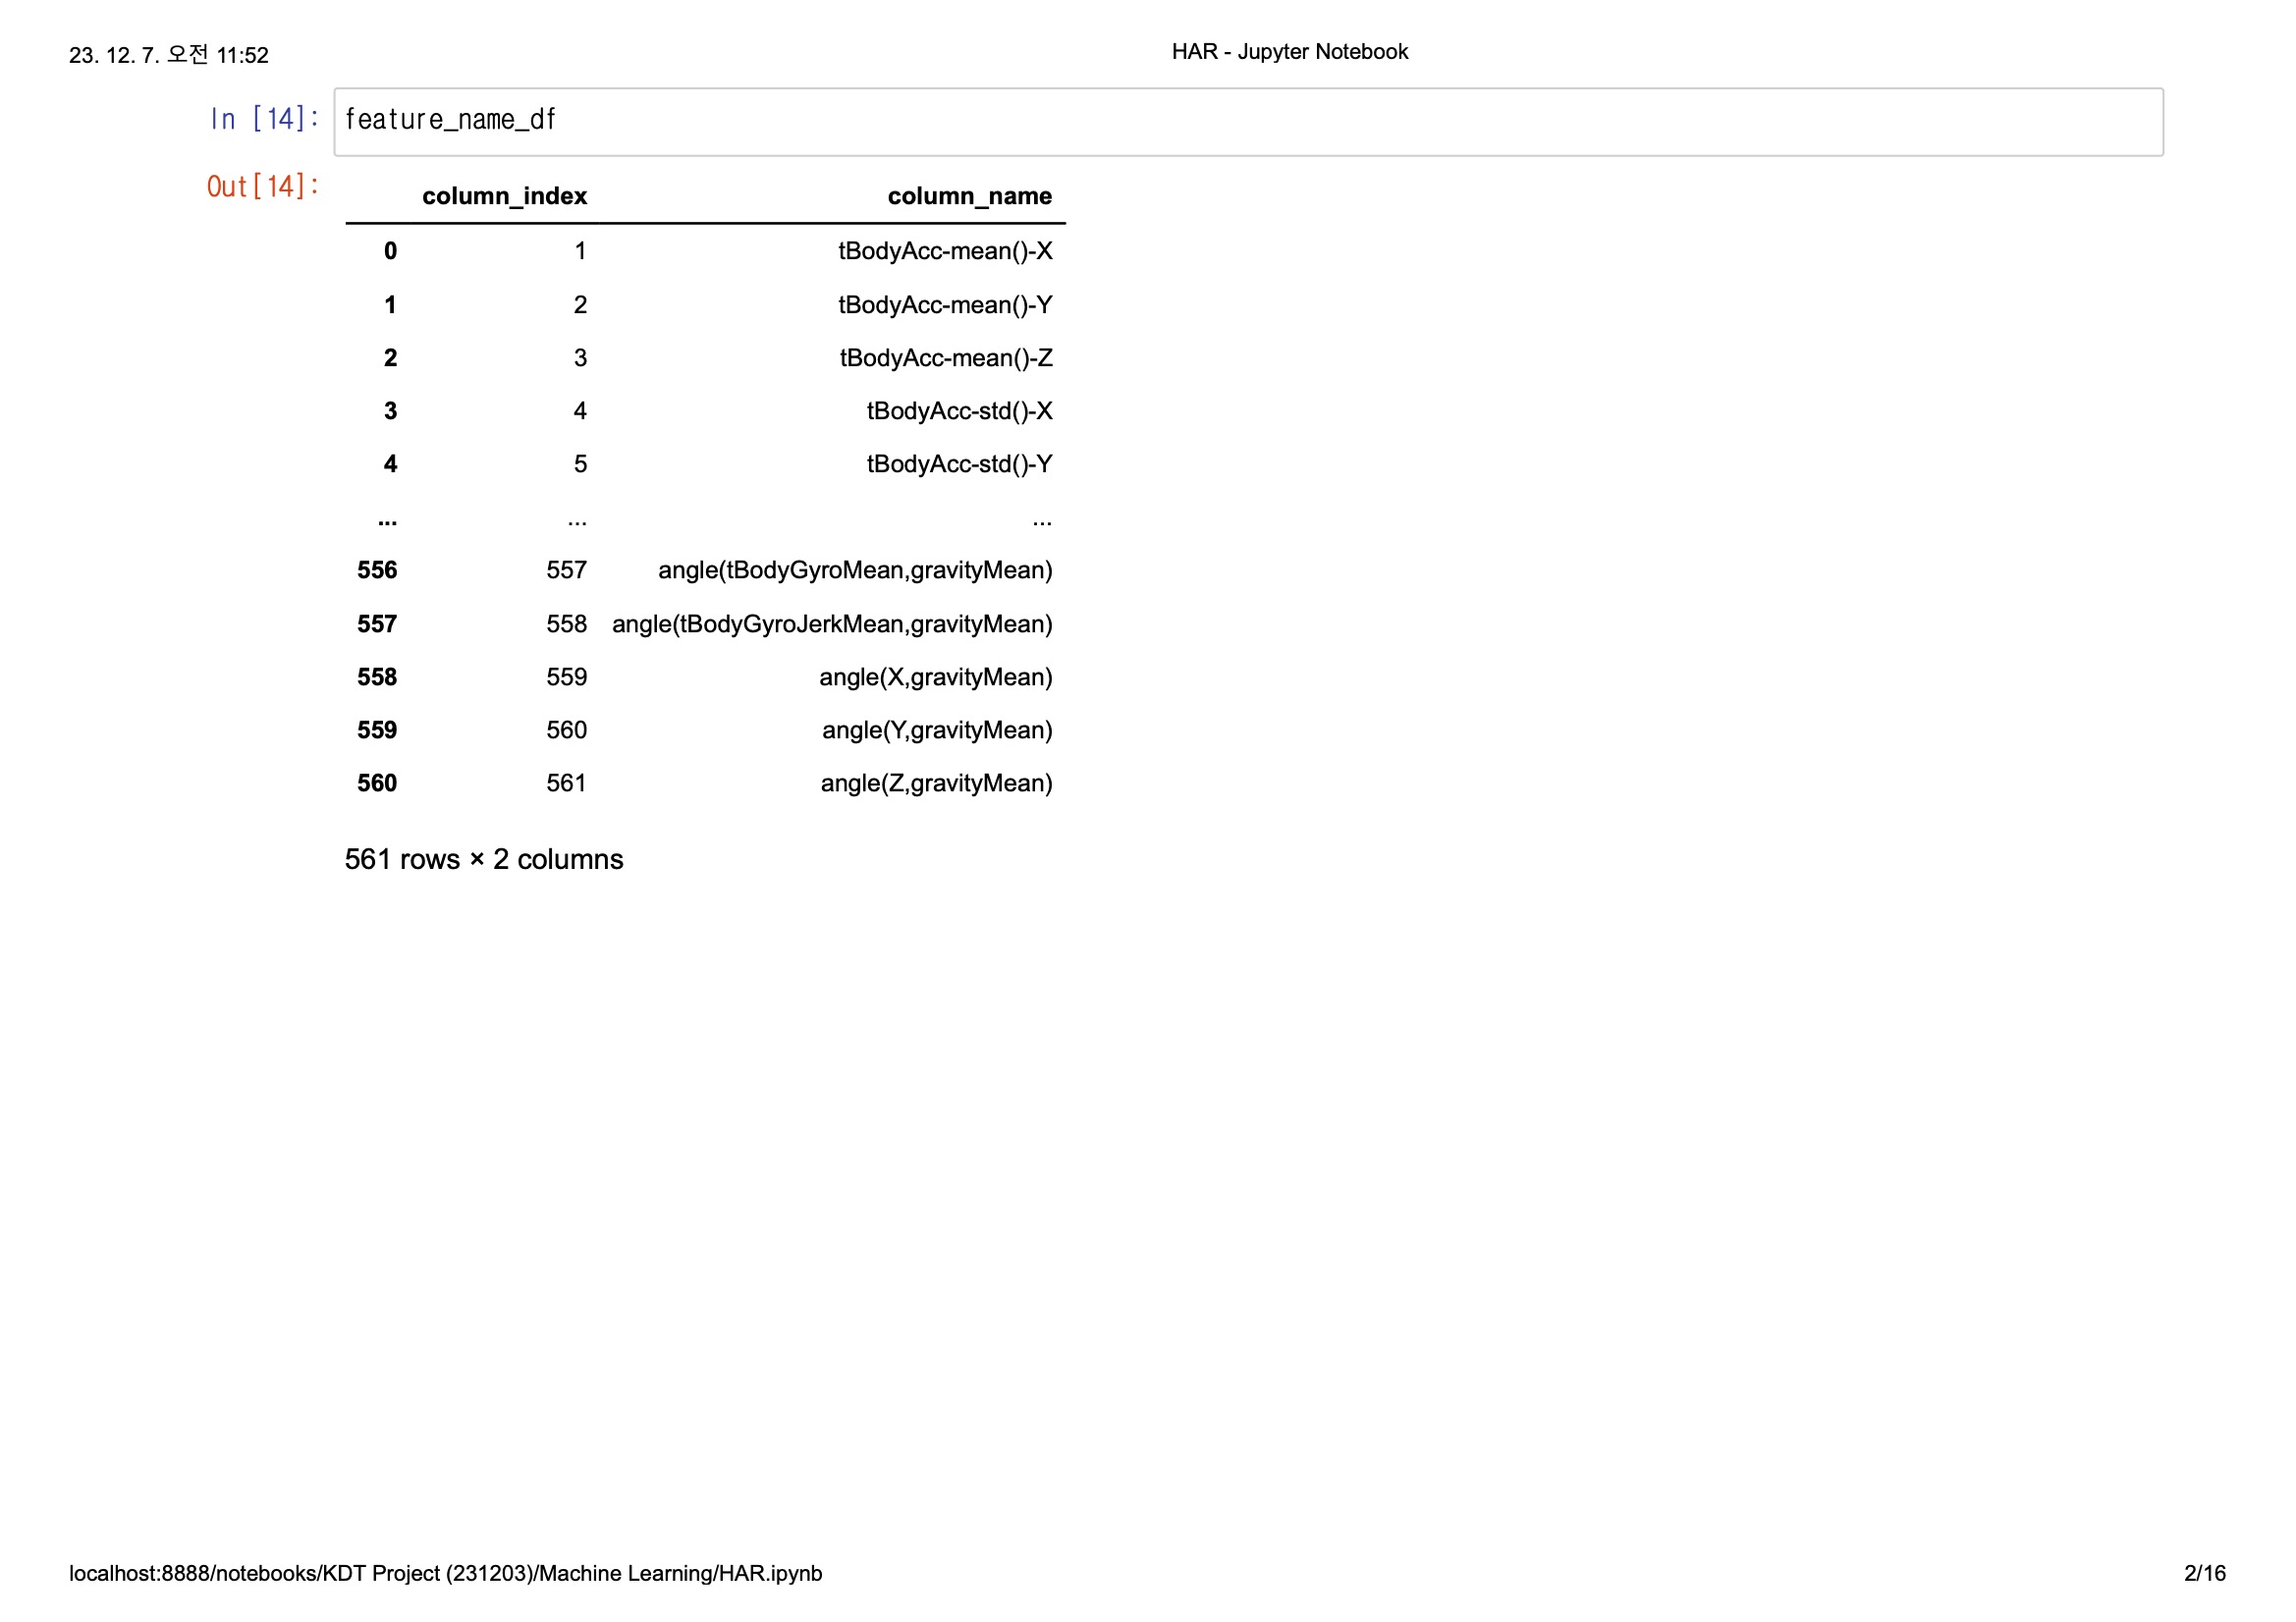 23. 12. 7. 오전 11:52
HAR - Jupyter Notebook
In [14]:
feature_name_df
Out[14]:
column_index column_name
0 1 tBodyAcc-mean()-X
1 2 tBodyAcc-mean()-Y
2 3 tBodyAcc-mean()-Z
3 4 tBodyAcc-std()-X
4 5 tBodyAcc-std()-Y
... ... ...
556 557 angle(tBodyGyroMean,gravityMean)
557 558 angle(tBodyGyroJerkMean,gravityMean)
558 559 angle(X,gravityMean)
559 560 angle(Y,gravityMean)
560 561 angle(Z,gravityMean)
561 rows × 2 columns
localhost:8888/notebooks/KDT Project (231203)/Machine Learning/HAR.ipynb
2/16